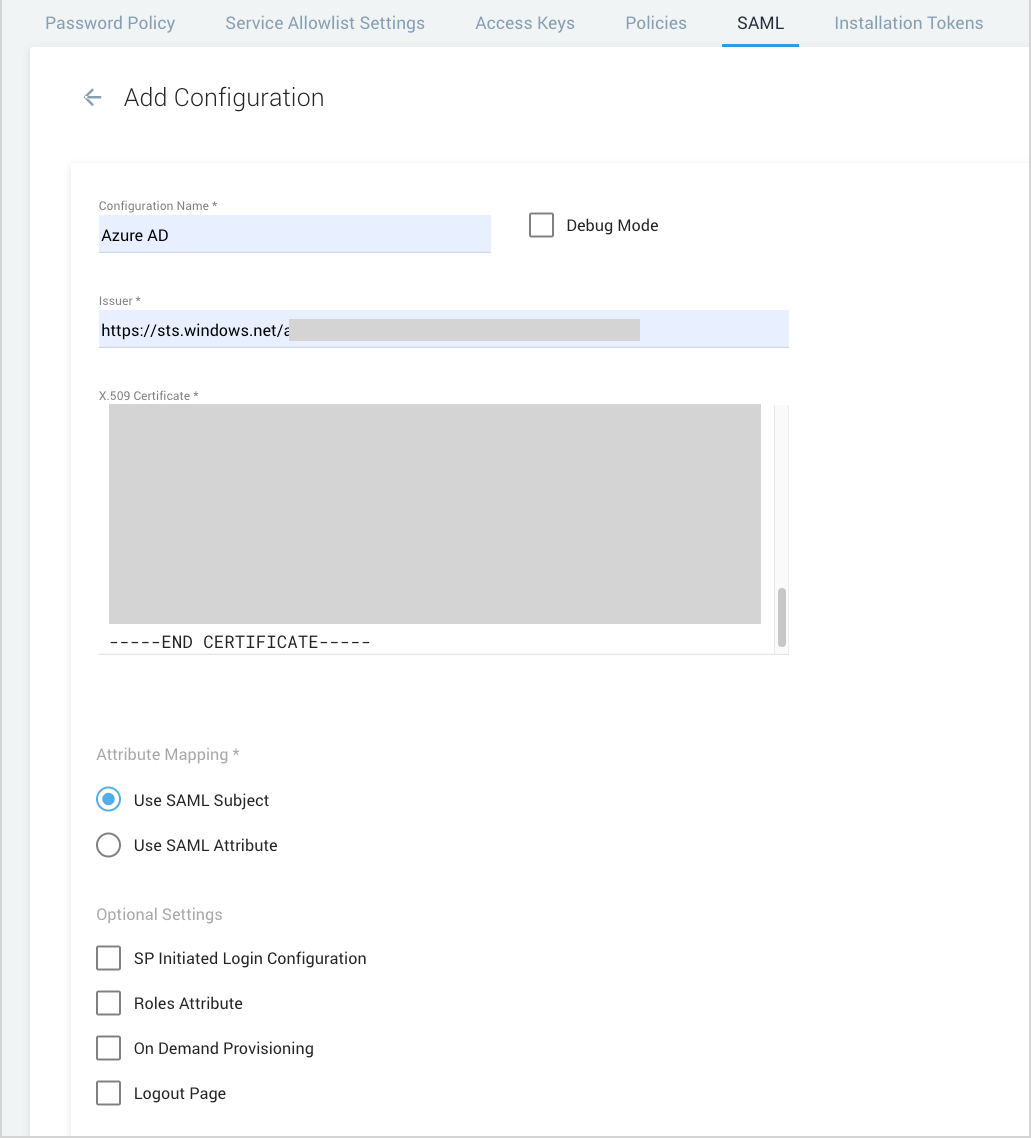 Password Policy Service Allowlist Settings Access Keys Policies SAML Installation Tokens
Add Configuration
Configuration Name *
Azure AD
Debug Mode
Issuer *
https://sts.windows.net/a
X.509 Certificate *
-----END CERTIFICATE-----
Attribute Mapping *
Use SAML Subject
Use SAML Attribute
Optional Settings
SP Initiated Login Configuration
Roles Attribute
On Demand Provisioning
Logout Page